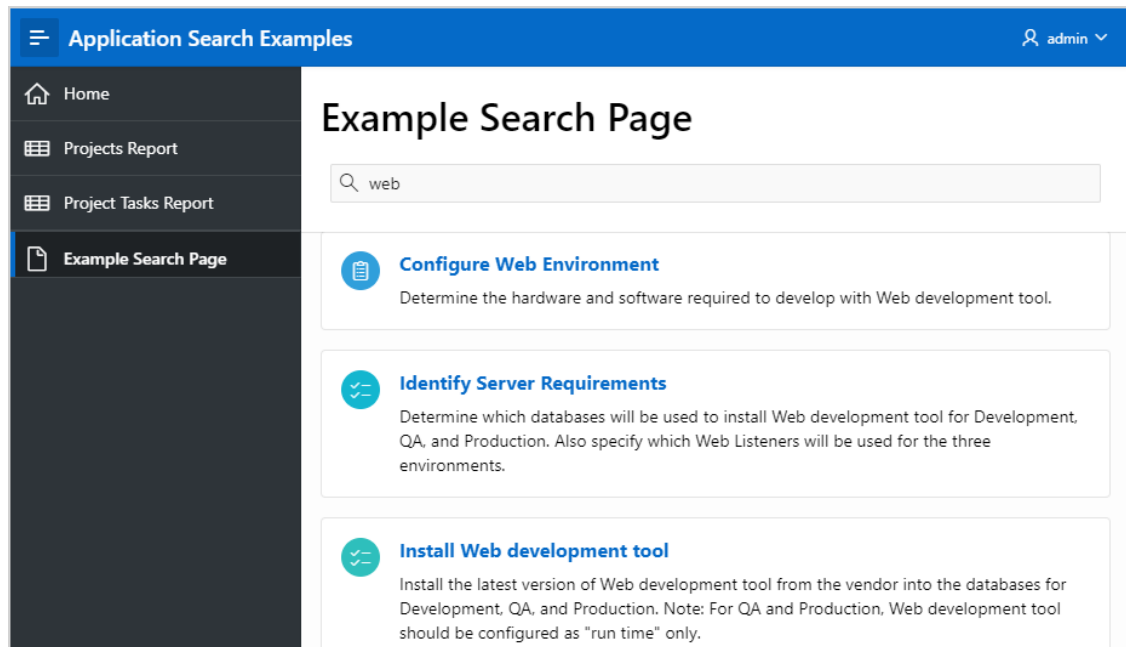 Application Search Examples
admin
Home
Projects Report
Project Tasks Report
Example Search Page
Example Search Page
web
Configure Web Environment
Determine the hardware and software required to develop with Web development tool.
Identify Server Requirements
Determine which databases will be used to install Web development tool for Development,
QA, and Production. Also specify which Web Listeners will be used for the three
environments.
Install Web development tool
Install the latest version of Web development tool from the vendor into the databases for
Development, QA, and Production. Note: For QA and Production, Web development tool
should be configured as "run time" only.